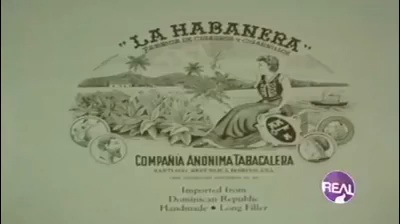 "LA HABANERA"
COMPAÑIA ANONIMA TABACALERA
Imported from
Dominican Republic
Handmade • Long Filler
REAL